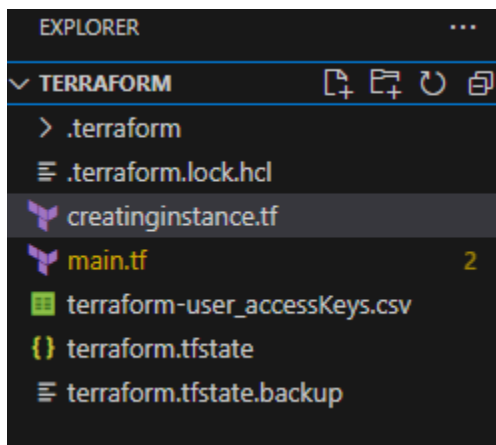 EXPLORER ...
TERRAFORM
.terraform
.terraform.lock.hcl
creatinginstance.tf
main.tf 2
terraform-user_accessKeys.csv
{} terraform.tfstate
terraform.tfstate.backup